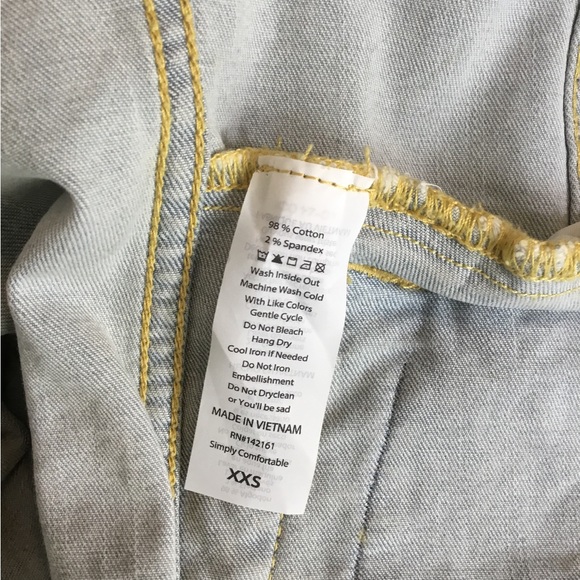 98 % Cotton
2 % Spandex
Wash Inside Out
Machine Wash Cold
With Like Colors
Gentle Cycle
Do Not Bleach
Hang Dry
Cool Iron If Needed
Do Not Iron
Embellishment
Do Not Dryclean
or You'll be sad
MADE IN VIETNAM
RN#142161
Simply Comfortable
XXS